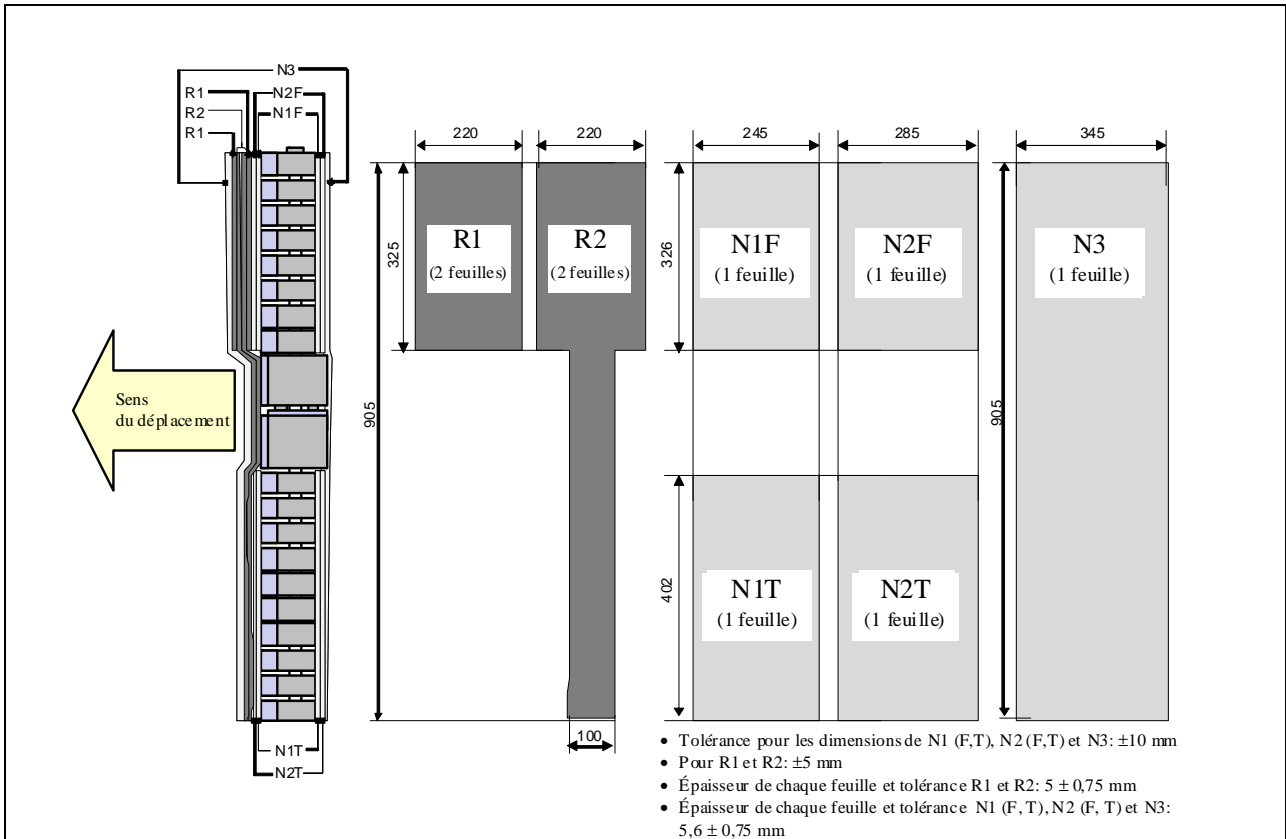 N3
R1
N2F
R2
N1F
R1
220
220
245
285
345
325
R1
(2 feuilles)
R2
(2 feuilles)
326
N1F
(1 feuille)
N2F
(1 feuille)
N3
(1 feuille)
Sens
du déplacement
905
905
402
N1T
(1 feuille)
N2T
(1 feuille)
100
N1T
N2T
• Tolérance pour les dimensions de N1 (F,T), N2 (F,T) et N3: ±10 mm
• Pour R1 et R2: ±5 mm
• Épaisseur de chaque feuille et tolérance R1 et R2: 5 ± 0,75 mm
• Épaisseur de chaque feuille et tolérance N1 (F, T), N2 (F, T) et N3:
5,6 ± 0,75 mm